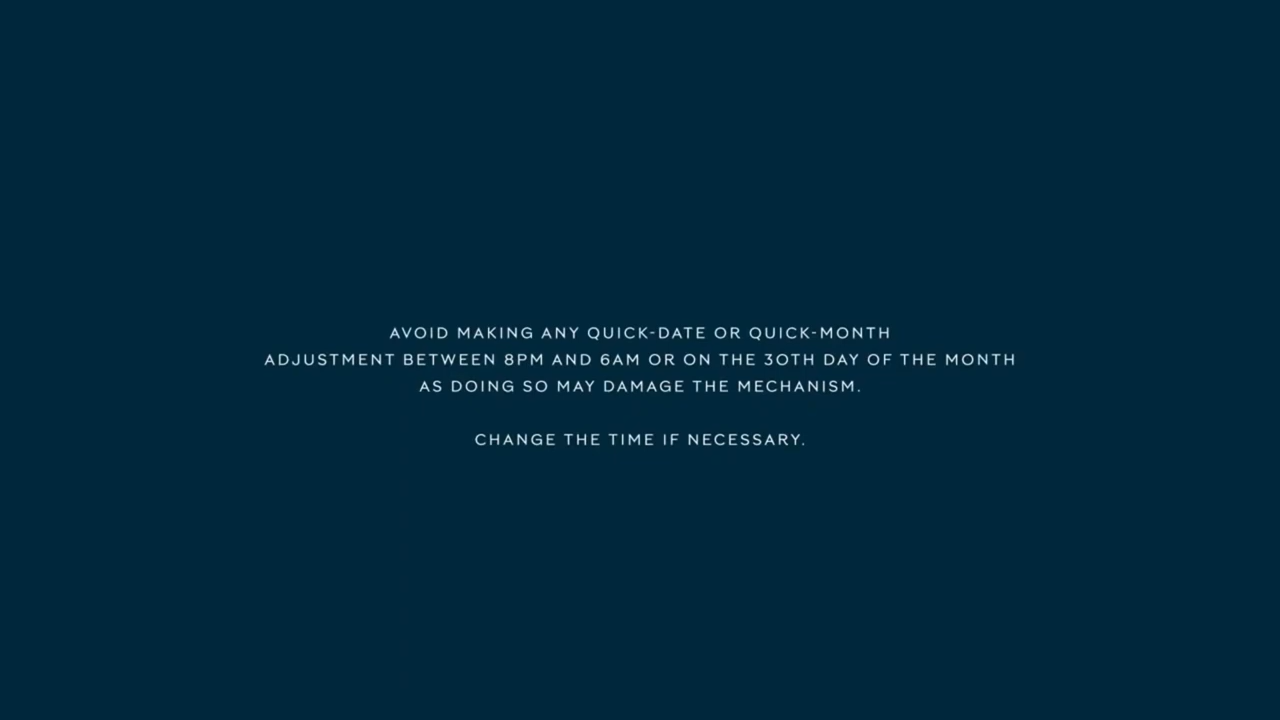 AVOID MAKING ANY QUICK-DATE OR QUICK-MONTH
ADJUSTMENT BETWEEN 8PM AND 6AM OR ON THE 30TH DAY OF THE MONTH
AS DOING SO MAY DAMAGE THE MECHANISM.
CHANGE THE TIME IF NECESSARY.